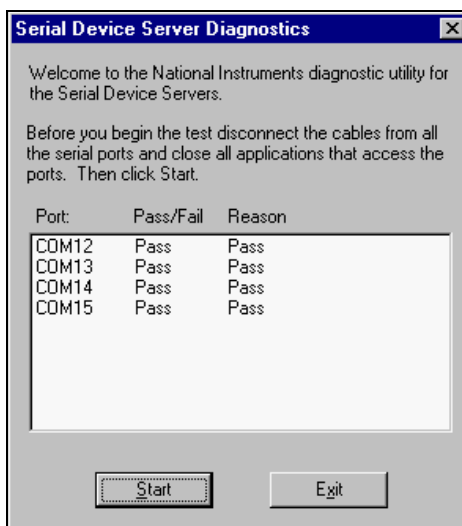 Serial Device Server Diagnostics
Welcome to the National Instruments diagnostic utility for
the Serial Device Servers.
Before you begin the test disconnect the cables from all
the serial ports and close all applications that access the
ports. Then click Start.
Port: Pass/Fail Reason
COM12 Pass Pass
COM13 Pass Pass
COM14 Pass Pass
COM15 Pass Pass
Start Exit